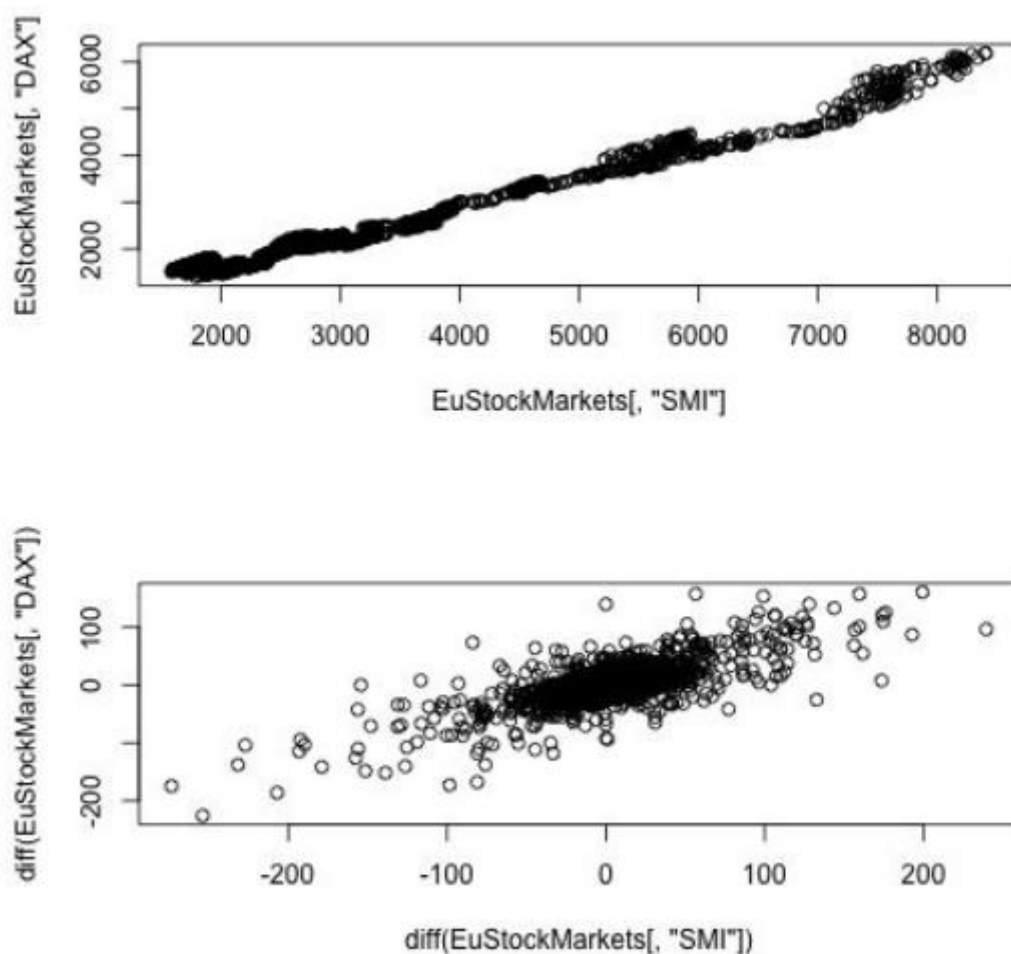 EuStockMarkets[, "DAX"]
6000
4000
2000
2000 3000 4000 5000 6000 7000 8000
EuStockMarkets[, "SMI"]
diff(EuStockMarkets[, "DAX"])
100
0
-200
-200 -100 0 100 200
diff(EuStockMarkets[, "SMI"])